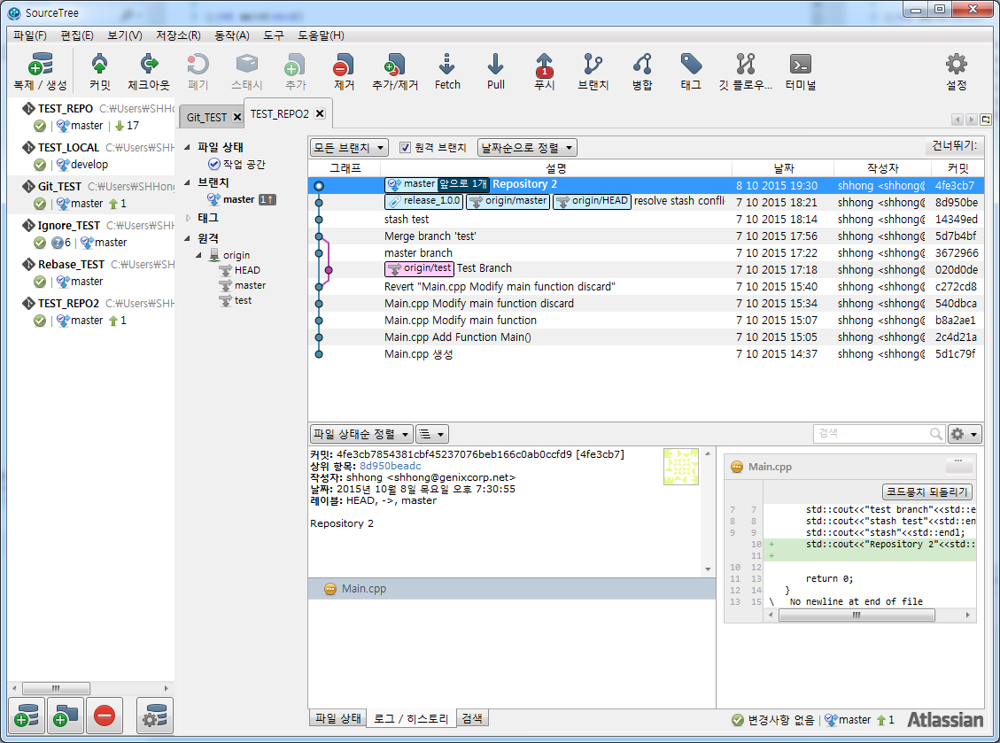 SourceTree
파일(F) 편집(E) 보기(V) 저장소(R) 동작(A) 도구 도움말(H)
복제 / 생성 커밋 체크아웃 폐기 스태시 추가 제거 추가/제거 Fetch Pull 1 푸시 브랜치 병합 태그 깃 플로우... 터미널 설정
TEST_REPO C:₩Users₩SHHo
master 17
TEST_LOCAL C:₩Users₩SHH
develop
Git_TEST C:₩Users₩SHHong
master 1
Ignore_TEST C:₩Users₩SHH
6 master
Rebase_TEST C:₩Users₩SH
master
TEST_REPO2 C:₩Users₩SHH
master 1
Git_TEST TEST_REPO2
파일 상태
작업 공간
브랜치
master 1↑
태그
원격
origin
HEAD
master
test
모든 브랜치 원격 브랜치 날짜순으로 정렬 건너뛰기:
그래프 설명 날짜 작성자 커밋
master 앞으로 1개 Repository 2 8 10 2015 19:30 shhong <shhong@ 4fe3cb7
release_1.0.0 origin/master origin/HEAD resolve stash confli 7 10 2015 18:21 shhong <shhong@ 8d950be
stash test 7 10 2015 18:14 shhong <shhong@ 14349ed
Merge branch 'test' 7 10 2015 17:56 shhong <shhong@ 5d7b4bf
master branch 7 10 2015 17:22 shhong <shhong@ 3672966
origin/test Test Branch 7 10 2015 17:18 shhong <shhong@ 020d0de
Revert "Main.cpp Modify main function discard" 7 10 2015 15:40 shhong <shhong@ c272cd8
Main.cpp Modify main function discard 7 10 2015 15:34 shhong <shhong@ 540dbca
Main.cpp Modify main function 7 10 2015 15:07 shhong <shhong@ b8a2ae1
Main.cpp Add Function Main() 7 10 2015 15:05 shhong <shhong@ 2c4d21a
Main.cpp 생성 7 10 2015 14:37 shhong <shhong@ 5d1c79f
파일 상태순 정렬 검색
커밋: 4fe3cb7854381cbf45237076beb166c0ab0ccfd9 [4fe3cb7]
상위 항목: 8d950beadc
작성자: shhong <shhong@genixcorp.net>
날짜: 2015년 10월 8일 목요일 오후 7:30:55
레이블: HEAD, ->, master
Repository 2
Main.cpp
Main.cpp
코드뭉치 되돌리기
7 7 std::cout<<"test branch"<<std::e
8 8 std::cout<<"stash test"<<std::en
9 9 std::cout<<"stash"<<std::endl;
10 + std::cout<<"Repository 2"<<std::
11 +
10 12
11 13 return 0;
12 14 }
13 15 \ No newline at end of file
파일 상태 로그 / 히스토리 검색
변경사항 없음 master 1 Atlassian